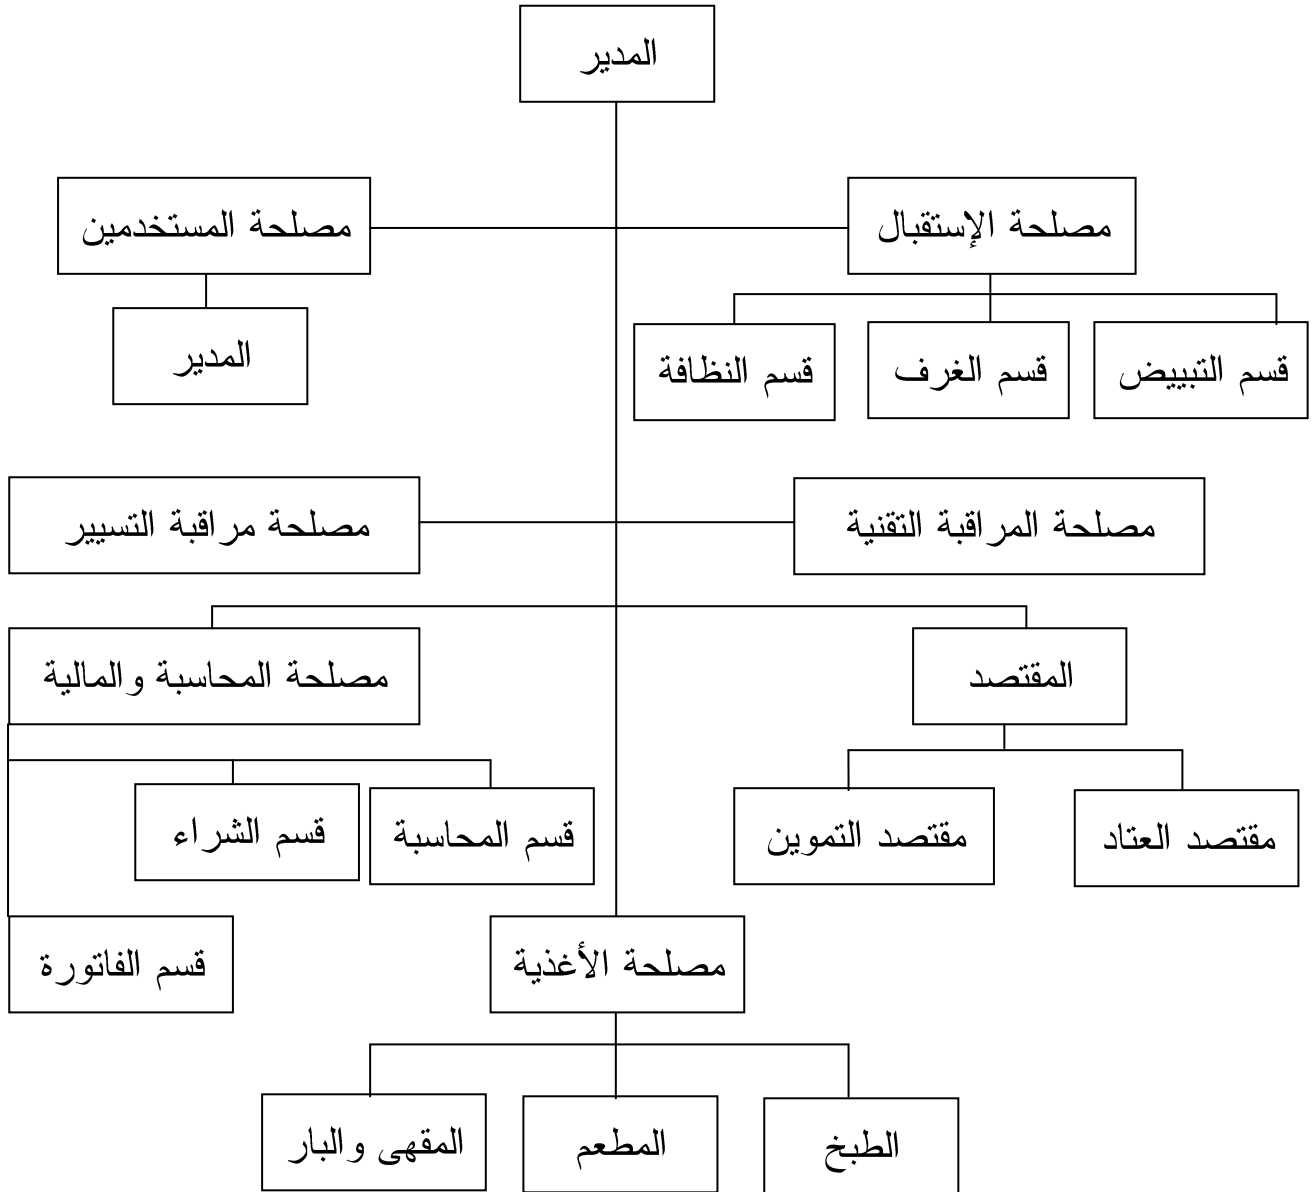 المدير
مصلحة الإستقبال
مصلحة المستخدمين
المدير
قسم التبييض
قسم الغرف
قسم النظافة
مصلحة المراقبة التقنية
مصلحة مراقبة التسيير
المقتصد
مصلحة المحاسبة والمالية
مقتصد العتاد
مقتصد التموين
قسم المحاسبة
قسم الشراء
مصلحة الأغذية
قسم الفاتورة
الطبخ
المطعم
المقهى والبار